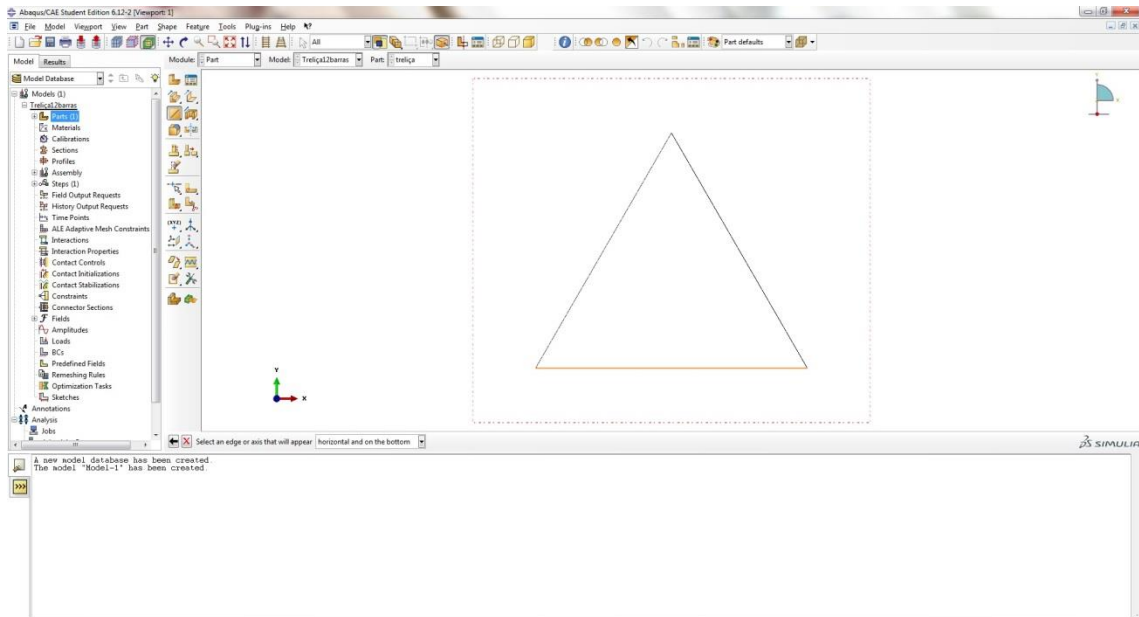 Abaqus/CAE Student Edition 6.12-2 [Viewport: 1]
File Model Viewport View Part Shape Feature Tools Plug-ins Help
All
Part defaults
Model Results
Module: Part Model: Treliça12barras Part: treliça
Model Database
Models (1)
Treliça12barras
Parts (1)
Materials
Calibrations
Sections
Profiles
Assembly
Steps (1)
Field Output Requests
History Output Requests
Time Points
ALE Adaptive Mesh Constraints
Interactions
Interaction Properties
Contact Controls
Contact Initializations
Contact Stabilizations
Constraints
Connector Sections
Fields
Amplitudes
Loads
BCs
Predefined Fields
Remeshing Rules
Optimization Tasks
Sketches
Annotations
Analysis
Jobs
(XYZ)
Y
X
Select an edge or axis that will appear horizontal and on the bottom
SIMULIA
A new model database has been created.
The model "Model-1" has been created.
>>>